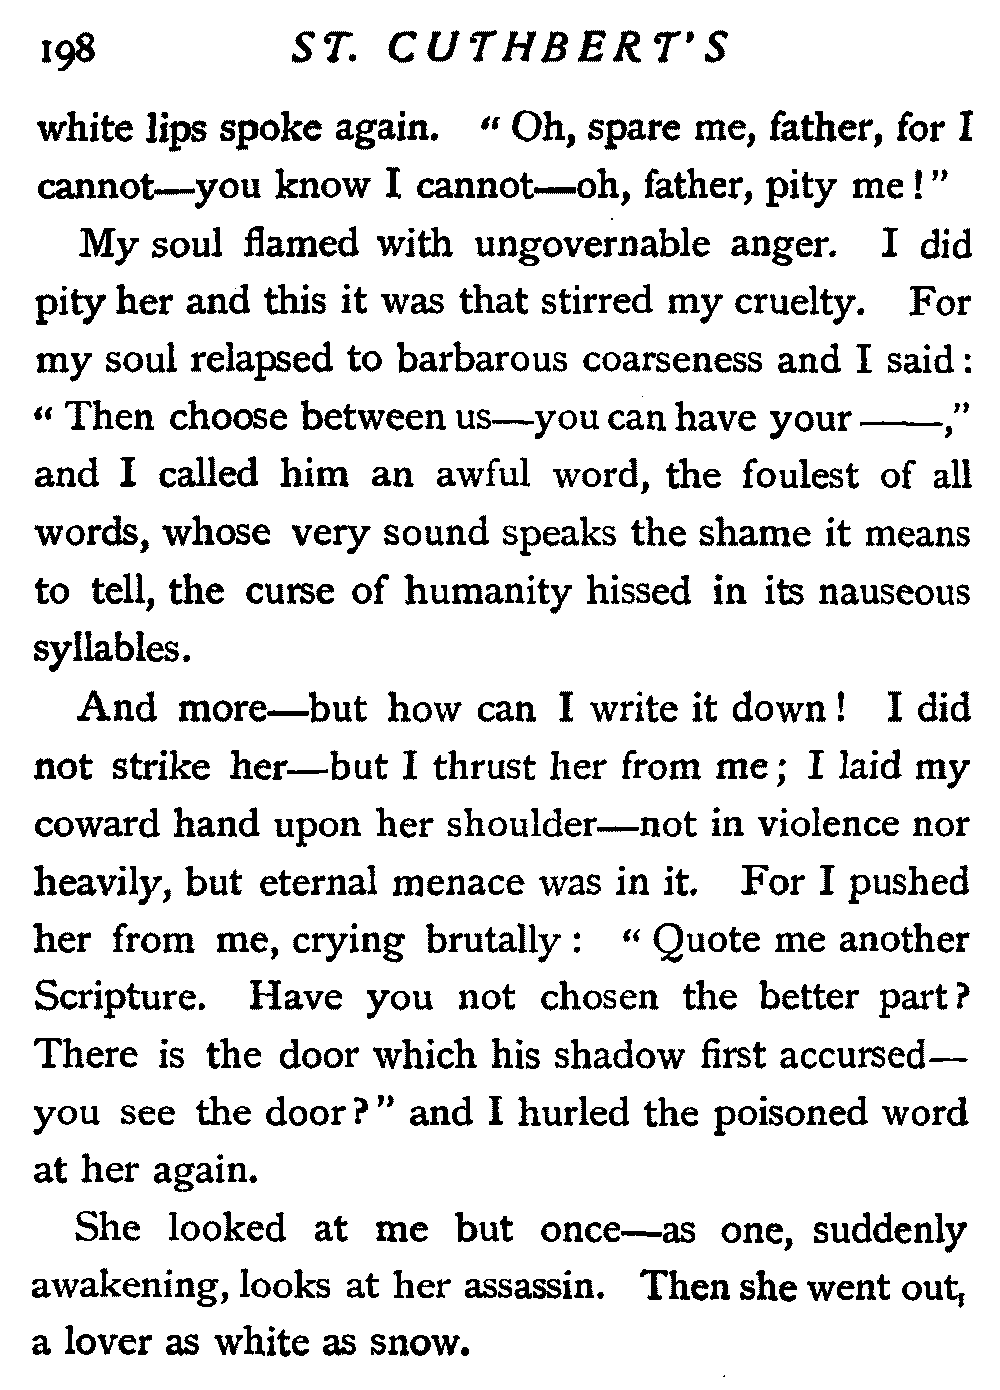 198 ST. CUTHBERT'S
white lips spoke again. “ Oh, spare me, father, for I
cannot—you know I cannot—oh, father, pity me ! ”
My soul flamed with ungovernable anger. I did
pity her and this it was that stirred my cruelty. For
my soul relapsed to barbarous coarseness and I said :
“ Then choose between us—you can have your ——,”
and I called him an awful word, the foulest of all
words, whose very sound speaks the shame it means
to tell, the curse of humanity hissed in its nauseous
syllables.
And more—but how can I write it down ! I did
not strike her—but I thrust her from me ; I laid my
coward hand upon her shoulder—not in violence nor
heavily, but eternal menace was in it. For I pushed
her from me, crying brutally : “ Quote me another
Scripture. Have you not chosen the better part ?
There is the door which his shadow first accursed—
you see the door ? ” and I hurled the poisoned word
at her again.
She looked at me but once—as one, suddenly
awakening, looks at her assassin. Then she went out,
a lover as white as snow.